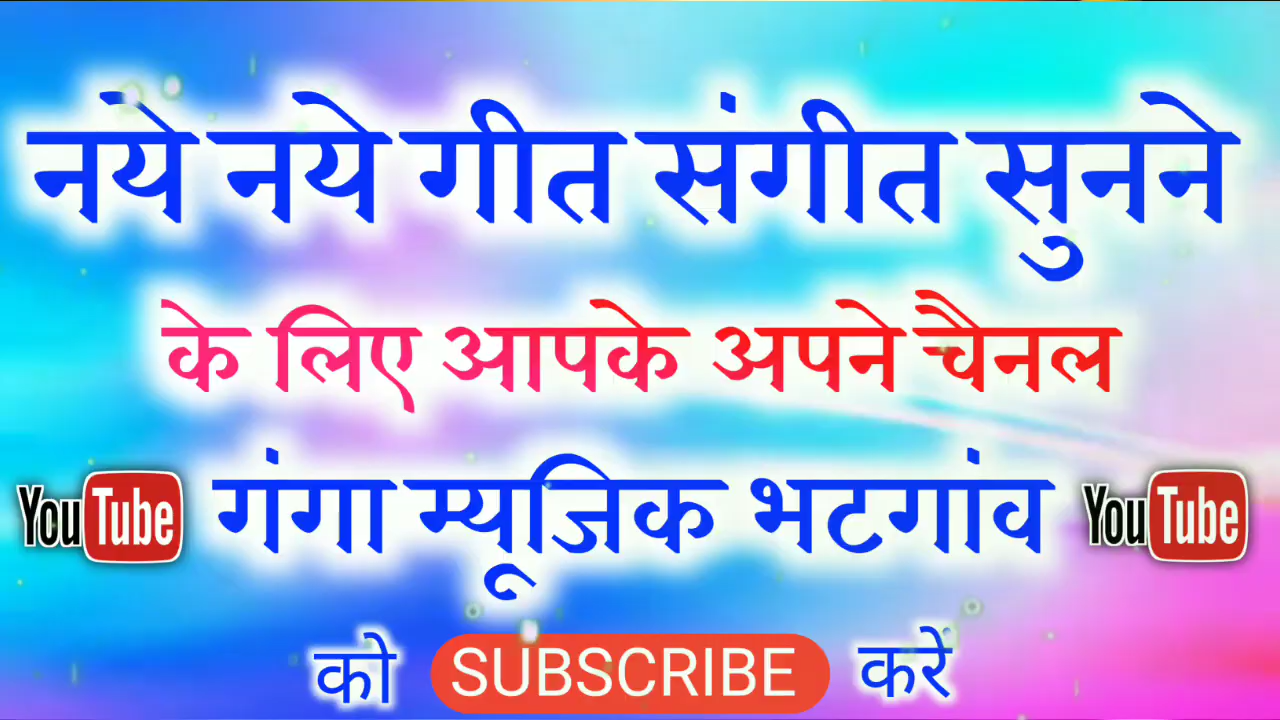 नये नये गीत संगीत सुनने
के लिए आपके अपने चैनल
YouTube गंगा म्यूजिक भटगांव YouTube
को SUBSCRIBE करें